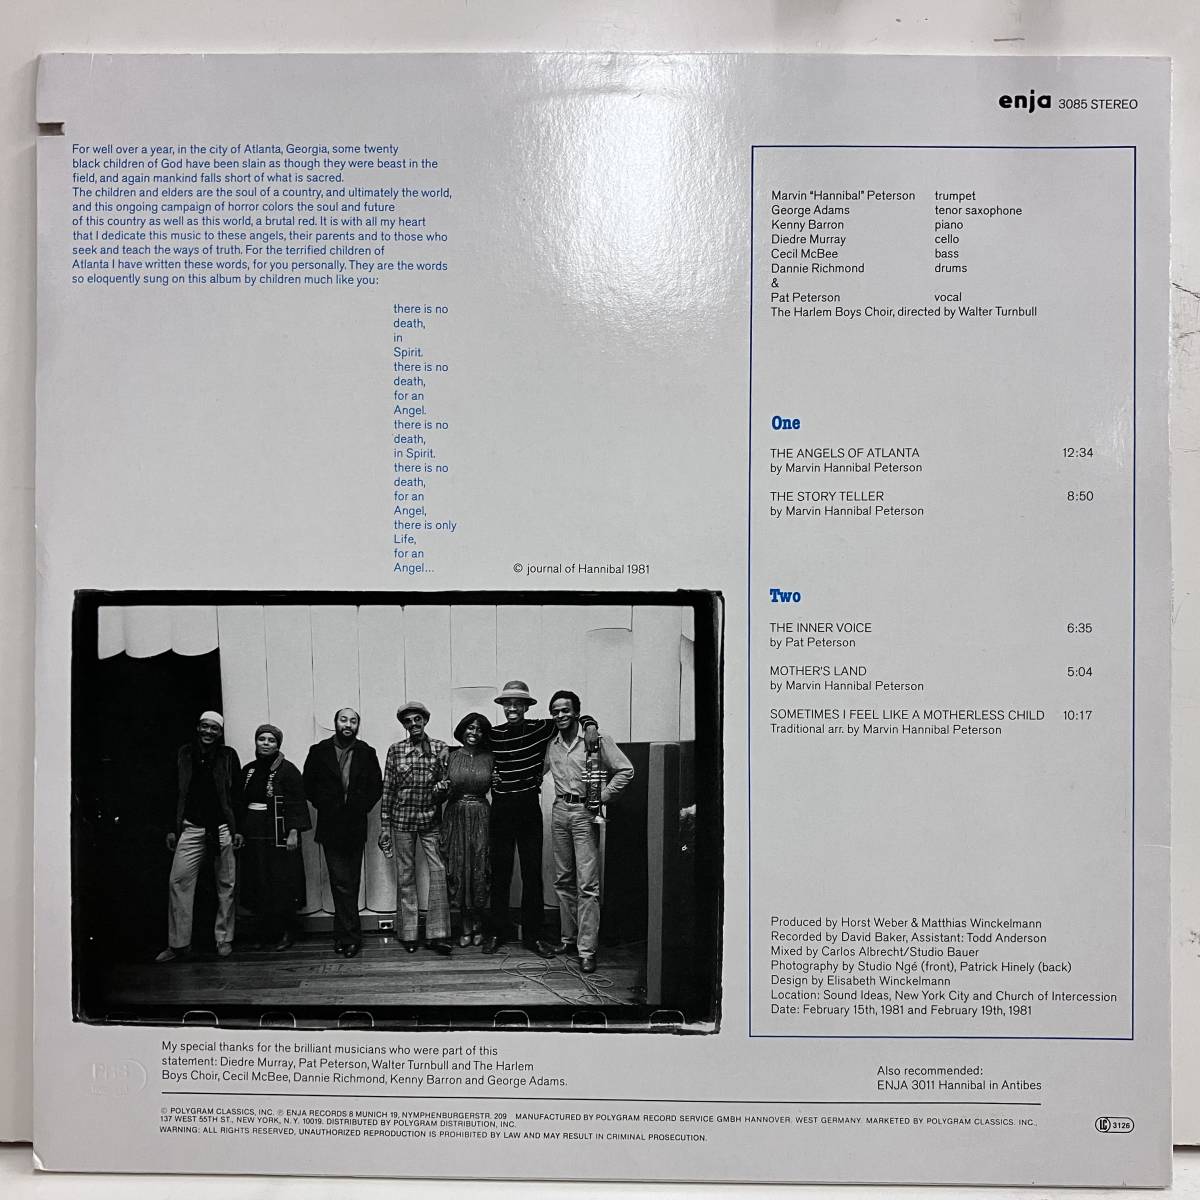 enja 3085 STEREO
For well over a year, in the city of Atlanta, Georgia, some twenty
black children of God have been slain as though they were beast in the
field, and again mankind falls short of what is sacred.
The children and elders are the soul of a country, and ultimately the world,
and this ongoing campaign of horror colors the soul and future
of this country as well as this world, a brutal red. It is with all my heart
that I dedicate this music to these angels, their parents and to those who
seek and teach the ways of truth. For the terrified children of
Atlanta I have written these words, for you personally. They are the words
so eloquently sung on this album by children much like you:
there is no
death,
in
Spirit.
there is no
death,
for an
Angel.
there is no
death,
in Spirit.
there is no
death,
for an
Angel,
there is only
Life,
for an
Angel...
© journal of Hannibal 1981
Marvin "Hannibal" Peterson trumpet
George Adams tenor saxophone
Kenny Barron piano
Diedre Murray cello
Cecil McBee bass
Dannie Richmond drums
&
Pat Peterson vocal
The Harlem Boys Choir, directed by Walter Turnbull
One
THE ANGELS OF ATLANTA 12:34
by Marvin Hannibal Peterson
THE STORY TELLER 8:50
by Marvin Hannibal Peterson
Two
THE INNER VOICE 6:35
by Pat Peterson
MOTHER'S LAND 5:04
by Marvin Hannibal Peterson
SOMETIMES I FEEL LIKE A MOTHERLESS CHILD 10:17
Traditional arr. by Marvin Hannibal Peterson
Produced by Horst Weber & Matthias Winckelmann
Recorded by David Baker, Assistant: Todd Anderson
Mixed by Carlos Albrecht/Studio Bauer
Photography by Studio Ngé (front), Patrick Hinely (back)
Design by Elisabeth Winckelmann
Location: Sound Ideas, New York City and Church of Intercession
Date: February 15th, 1981 and February 19th, 1981
My special thanks for the brilliant musicians who were part of this
statement: Diedre Murray, Pat Peterson, Walter Turnbull and The Harlem
Boys Choir, Cecil McBee, Dannie Richmond, Kenny Barron and George Adams.
Also recommended:
ENJA 3011 Hannibal in Antibes
© POLYGRAM CLASSICS, INC. ℗ ENJA RECORDS 8 MUNICH 19, NYMPHENBURGERSTR. 209 MANUFACTURED BY POLYGRAM RECORD SERVICE GMBH HANNOVER. WEST GERMANY. MARKETED BY POLYGRAM CLASSICS. INC.,
137 WEST 55TH ST., NEW YORK, N.Y. 10019. DISTRIBUTED BY POLYGRAM DISTRIBUTION, INC.
WARNING: ALL RIGHTS RESERVED, UNAUTHORIZED REPRODUCTION IS PROHIBITED BY LAW AND MAY RESULT IN CRIMINAL PROSECUTION.
LC 3126